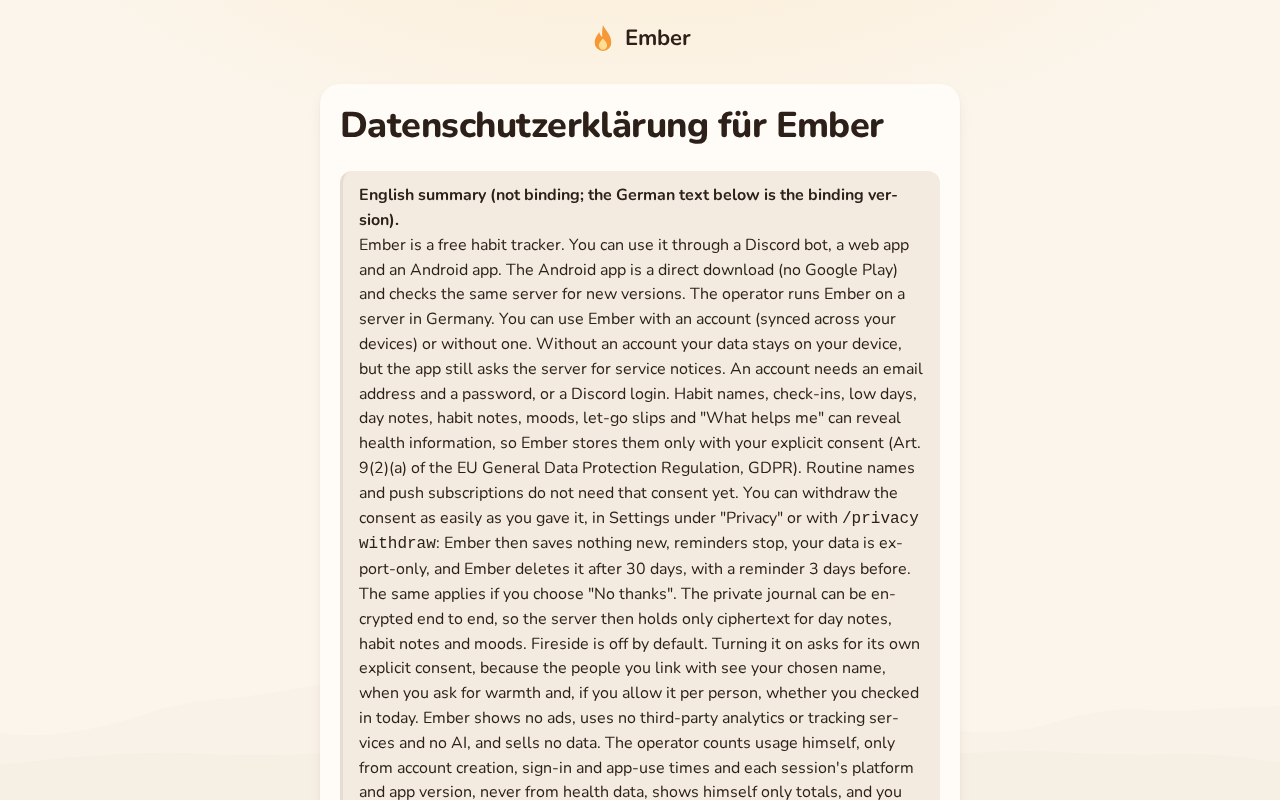 Ember
Datenschutzerklärung für Ember
English summary (not binding; the German text below is the binding ver-
sion).
Ember is a free habit tracker. You can use it through a Discord bot, a web app
and an Android app. The Android app is a direct download (no Google Play)
and checks the same server for new versions. The operator runs Ember on a
server in Germany. You can use Ember with an account (synced across your
devices) or without one. Without an account your data stays on your device,
but the app still asks the server for service notices. An account needs an email
address and a password, or a Discord login. Habit names, check-ins, low days,
day notes, habit notes, moods, let-go slips and "What helps me" can reveal
health information, so Ember stores them only with your explicit consent (Art.
9(2)(a) of the EU General Data Protection Regulation, GDPR). Routine names
and push subscriptions do not need that consent yet. You can withdraw the
consent as easily as you gave it, in Settings under "Privacy" or with /privacy
withdraw: Ember then saves nothing new, reminders stop, your data is ex-
port-only, and Ember deletes it after 30 days, with a reminder 3 days before.
The same applies if you choose "No thanks". The private journal can be en-
crypted end to end, so the server then holds only ciphertext for day notes,
habit notes and moods. Fireside is off by default. Turning it on asks for its own
explicit consent, because the people you link with see your chosen name,
when you ask for warmth and, if you allow it per person, whether you checked
in today. Ember shows no ads, uses no third-party analytics or tracking ser-
vices and no AI, and sells no data. The operator counts usage himself, only
from account creation, sign-in and app-use times and each session's platform
and app version, never from health data, shows himself only totals, and you